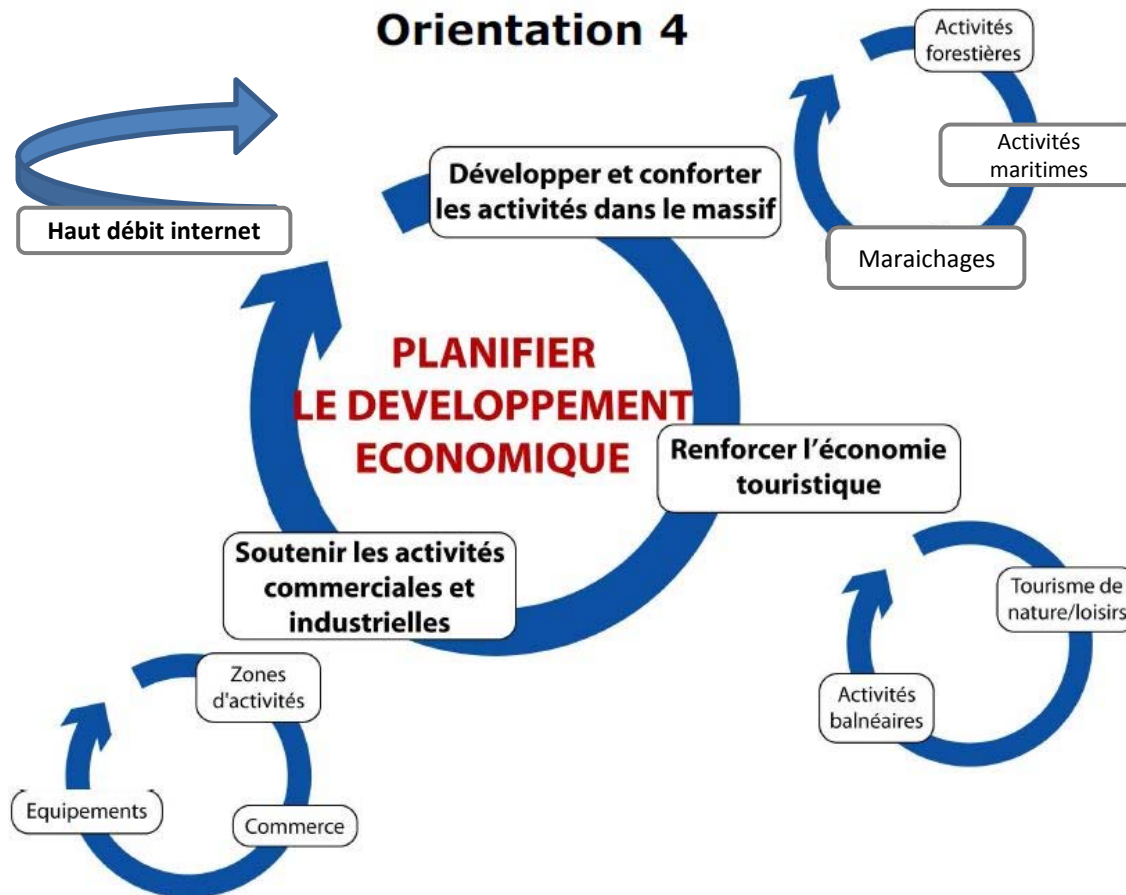 Orientation 4
Activités
forestières
Activités
maritimes
Maraichages
Haut débit internet
Développer et conforter
les activités dans le massif
PLANIFIER
LE DEVELOPPEMENT
ECONOMIQUE
Renforcer l'économie
touristique
Soutenir les activités
commerciales et
industrielles
Tourisme de
nature/loisirs
Activités
balnéaires
Zones
d'activités
Equipements
Commerce